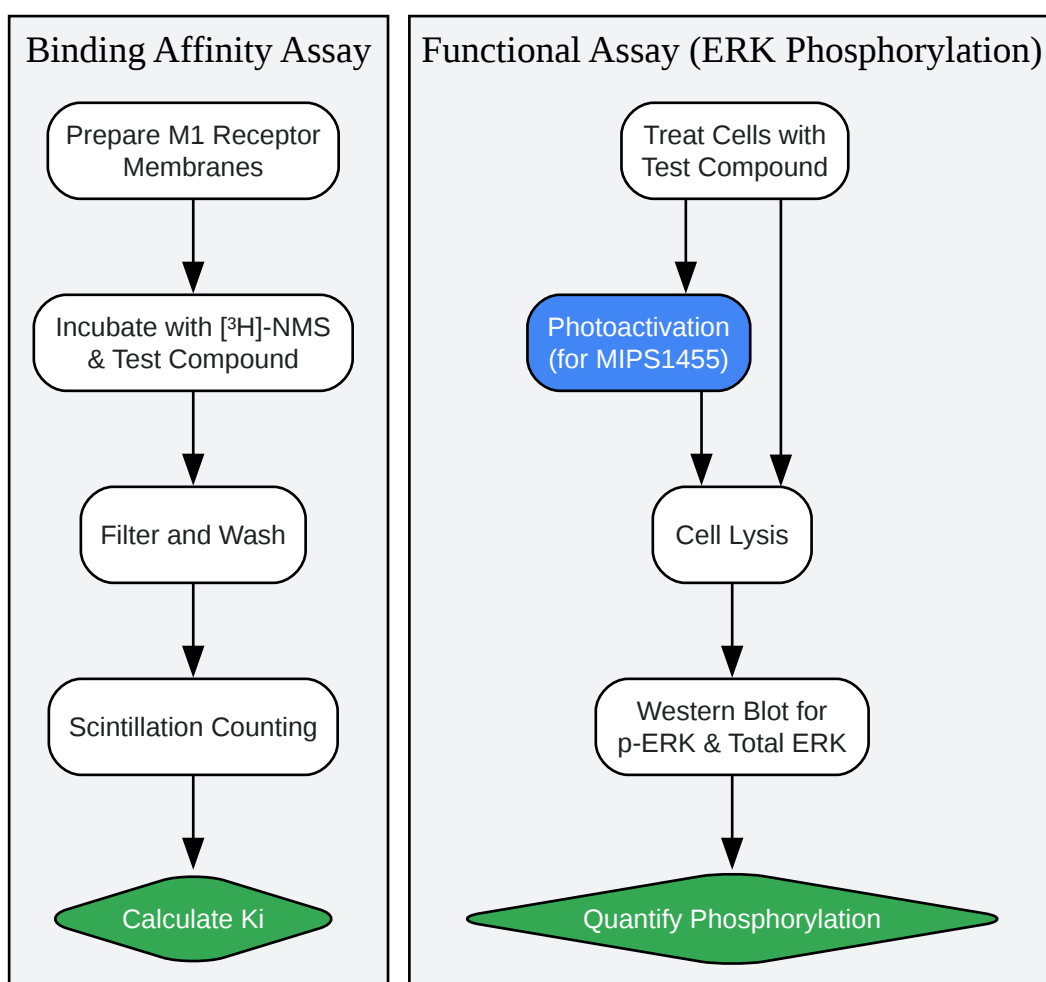 Binding Affinity Assay
Prepare M1 Receptor
Membranes
Incubate with [³H]-NMS
& Test Compound
Filter and Wash
Scintillation Counting
Calculate Ki
Functional Assay (ERK Phosphorylation)
Treat Cells with
Test Compound
Photoactivation
(for MIPS1455)
Cell Lysis
Western Blot for
p-ERK & Total ERK
Quantify Phosphorylation